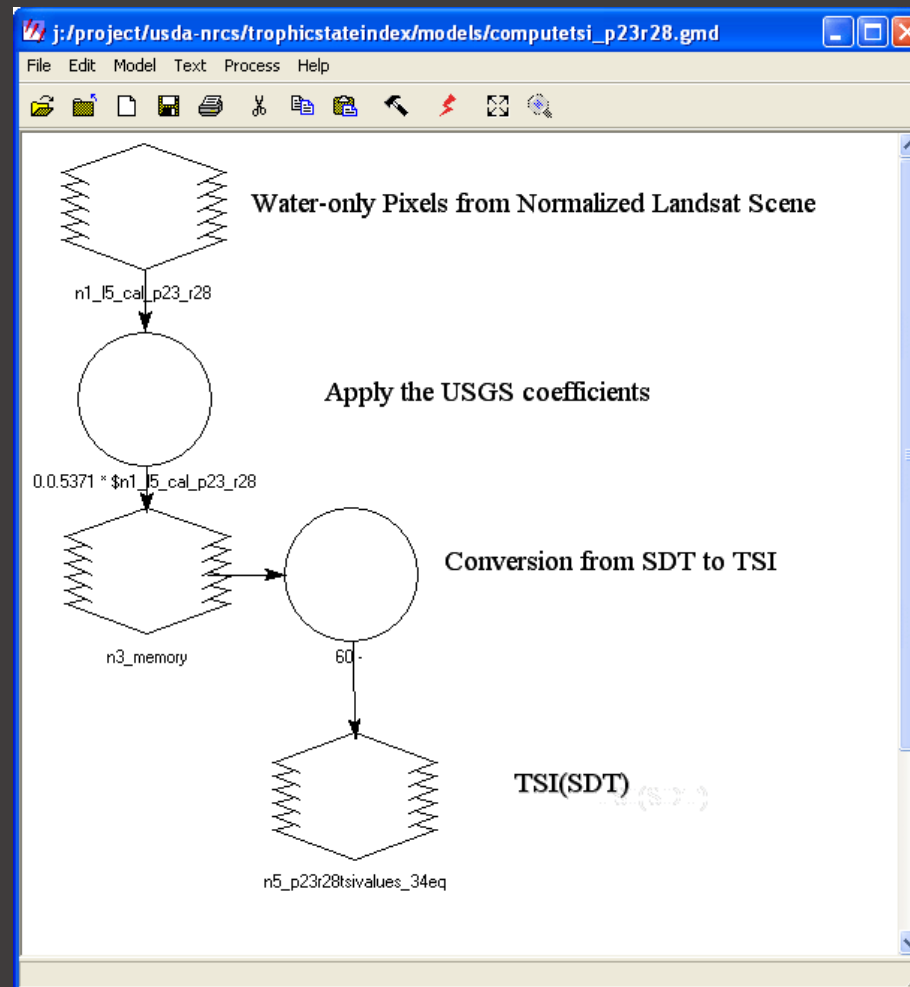 j:/project/usda-nrcs/trophicstateindex/models/computetsi_p23r28.gmd
File Edit Model Text Process Help
Water-only Pixels from Normalized Landsat Scene
n1_l5_cal_p23_r28
Apply the USGS coefficients
0.0.5371 * $n1_l5_cal_p23_r28
Conversion from SDT to TSI
n3_memory
60 -
TSI(SDT)
n5_p23r28tsivalues_34eq